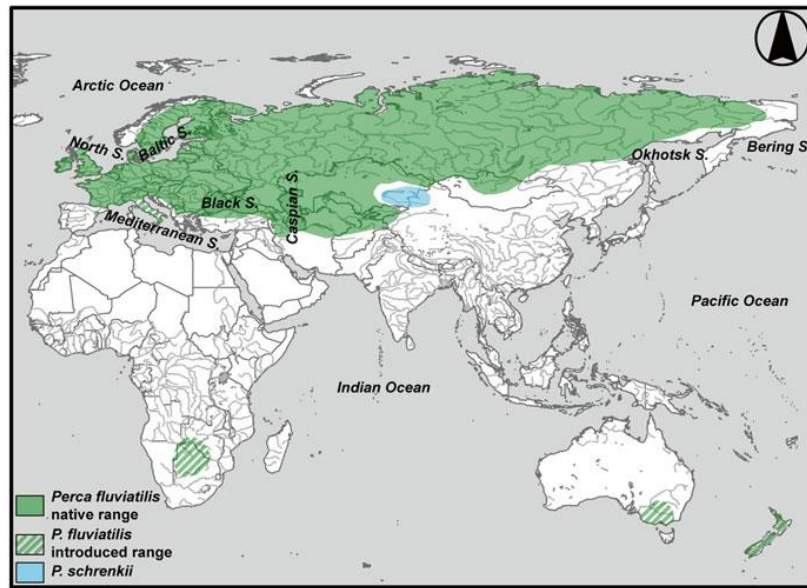 Arctic Ocean
North S.
Baltic S.
Okhotsk S.
Bering S
Black S.
Caspian S.
Mediterranean S.
Pacific Ocean
Indian Ocean
Perca fluviatilis
native range
P. fluviatilis
introduced range
P. schrenkii